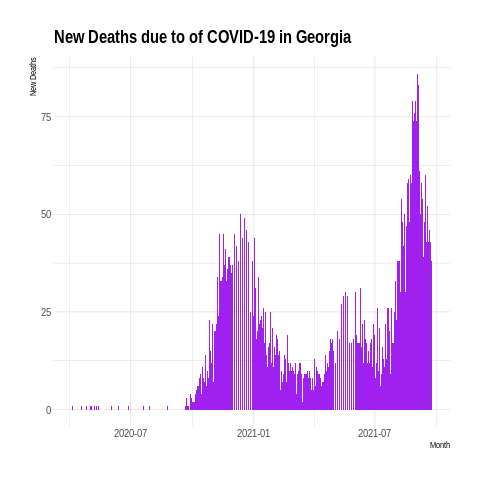 New Deaths due to of COVID-19 in Georgia
New Deaths
75
50
25
0
2020-07
2021-01
2021-07
Month